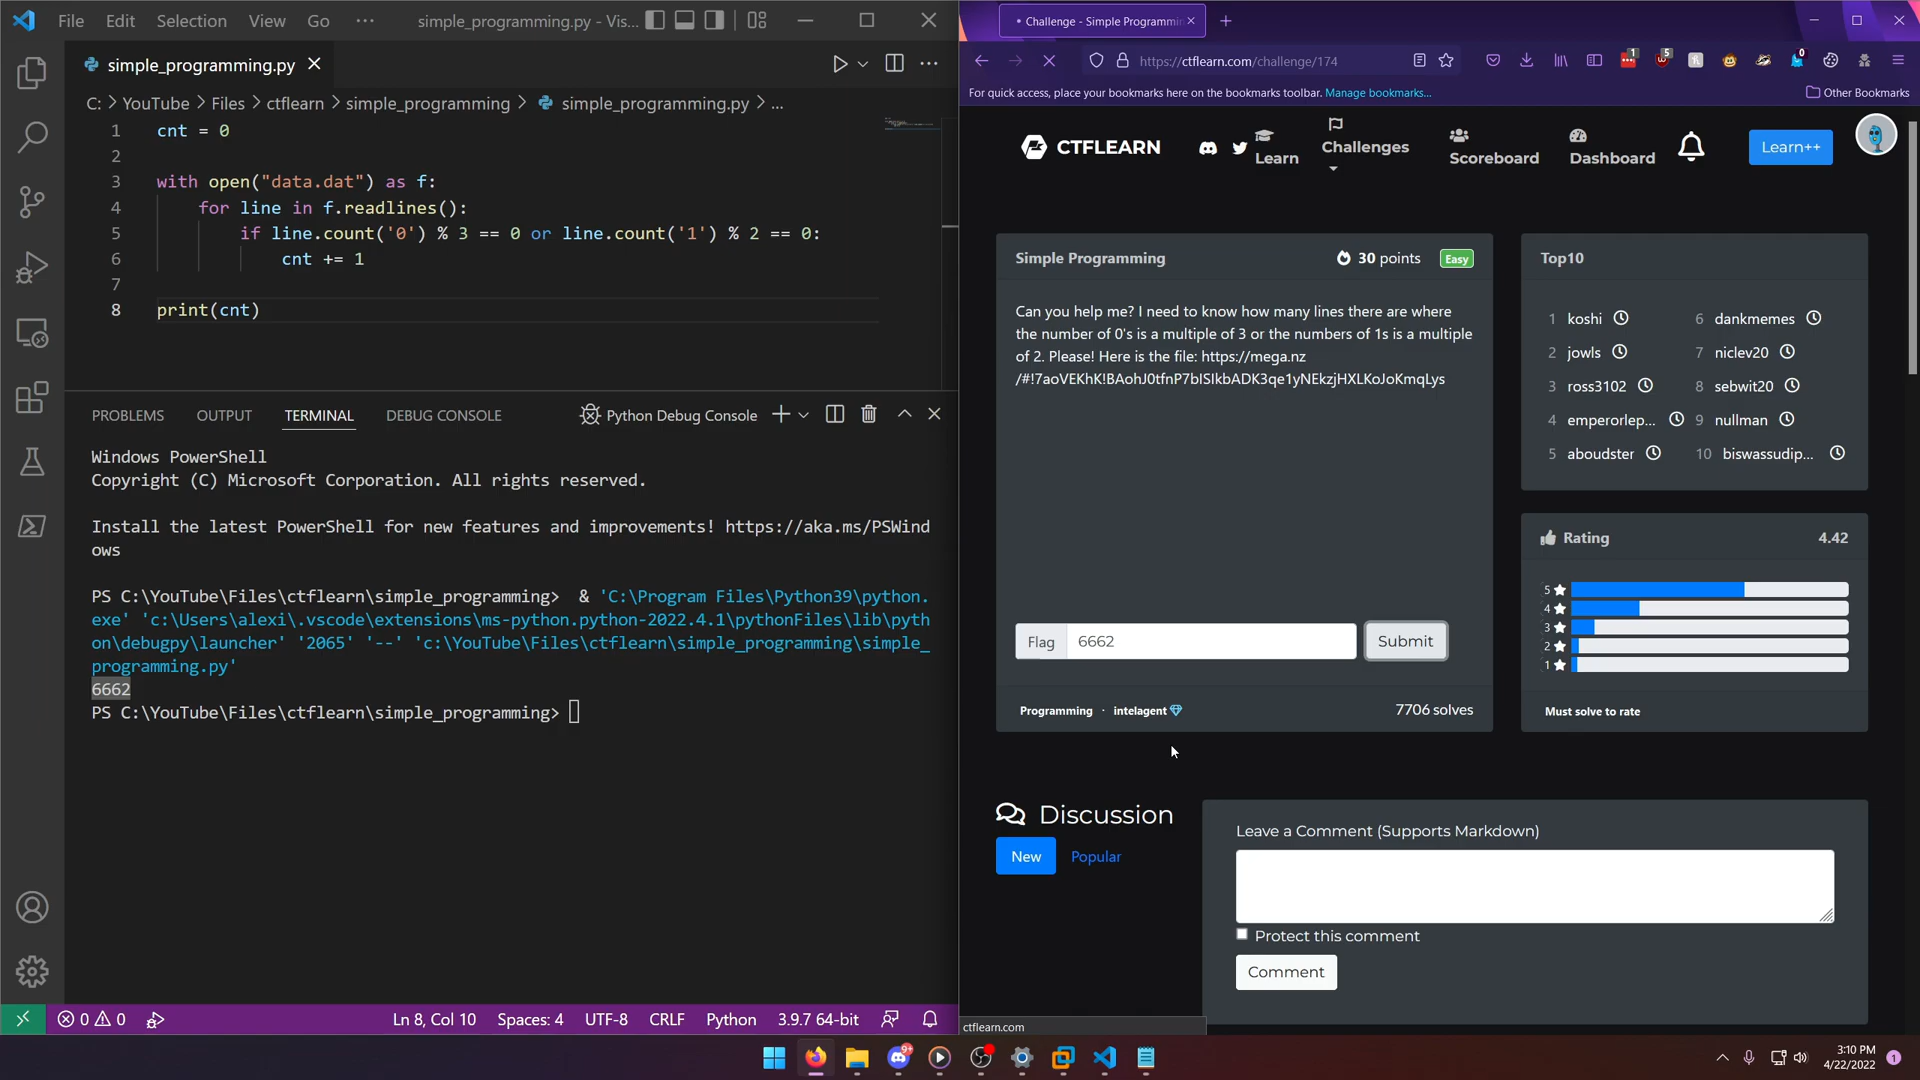 File Edit Selection View Go ··· simple_programming.py - Vis...
simple_programming.py
C: > YouTube > Files > ctflearn > simple_programming > simple_programming.py > ...
1 cnt = 0
2
3 with open("data.dat") as f:
4 for line in f.readlines():
5 if line.count('0') % 3 == 0 or line.count('1') % 2 == 0:
6 cnt += 1
7
8 print(cnt)
PROBLEMS OUTPUT TERMINAL DEBUG CONSOLE Python Debug Console
Windows PowerShell
Copyright (C) Microsoft Corporation. All rights reserved.
Install the latest PowerShell for new features and improvements! https://aka.ms/PSWind
ows
PS C:\YouTube\Files\ctflearn\simple_programming> & 'C:\Program Files\Python39\python.
exe' 'c:\Users\alexi\.vscode\extensions\ms-python.python-2022.4.1\pythonFiles\lib\pyth
on\debugpy\launcher' '2065' '--' 'c:\YouTube\Files\ctflearn\simple_programming\simple_
programming.py'
6662
PS C:\YouTube\Files\ctflearn\simple_programming>
0 0 Ln 8, Col 10 Spaces: 4 UTF-8 CRLF Python 3.9.7 64-bit
Challenge - Simple Programmin
https://ctflearn.com/challenge/174
1 5 0
For quick access, place your bookmarks here on the bookmarks toolbar. Manage bookmarks...
Other Bookmarks
CTFLEARN Learn Challenges Scoreboard Dashboard Learn++
Simple Programming 30 points Easy
Can you help me? I need to know how many lines there are where
the number of 0's is a multiple of 3 or the numbers of 1s is a multiple
of 2. Please! Here is the file: https://mega.nz
/#!7aoVEKhK!BAohJ0tfnP7bISIkbADK3qe1yNEkzjHXLKoJoKmqLys
Flag 6662 Submit
Programming · intelagent 7706 solves
Top10
1 koshi 6 dankmemes
2 jowls 7 niclev20
3 ross3102 8 sebwit20
4 emperorlep... 9 nullman
5 aboudster 10 biswassudip...
Rating 4.42
5
4
3
2
1
Must solve to rate
Discussion
New Popular
Leave a Comment (Supports Markdown)
Protect this comment
Comment
ctflearn.com
9+
3:10 PM
4/22/2022
1